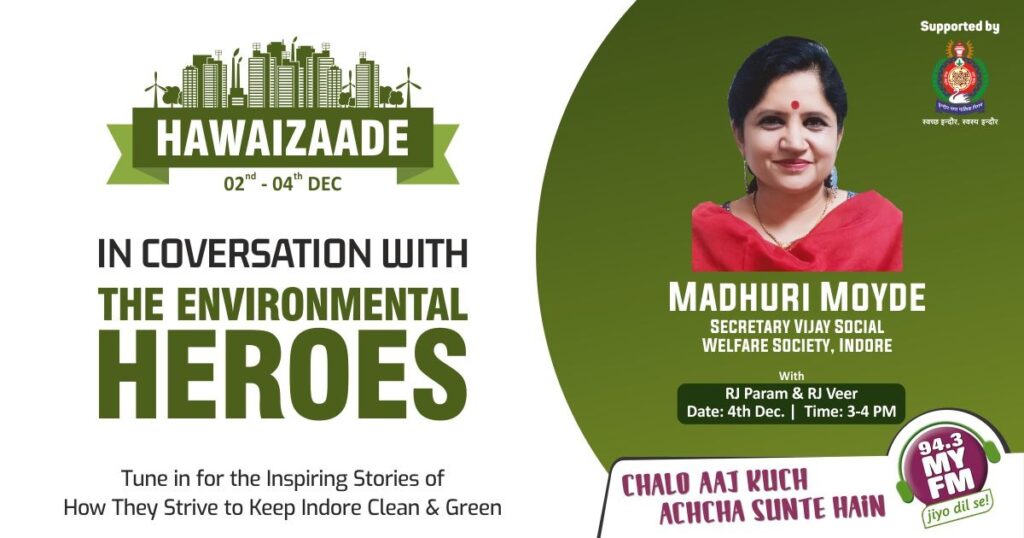 HAWAIZAADE
02nd - 04th DEC
IN COVERSATION WITH
THE ENVIRONMENTAL
HEROES
Tune in for the Inspiring Stories of
How They Strive to Keep Indore Clean & Green
Supported by
इन्दौर नगर पालिक निगम
स्वच्छ इन्दौर, स्वस्थ इन्दौर
MADHURI MOYDE
SECRETARY VIJAY SOCIAL
WELFARE SOCIETY, INDORE
With
RJ Param & RJ Veer
Date: 4th Dec. | Time: 3-4 PM
CHALO AAJ KUCH
ACHCHA SUNTE HAIN
94.3
MY
FM
jiyo dil se!